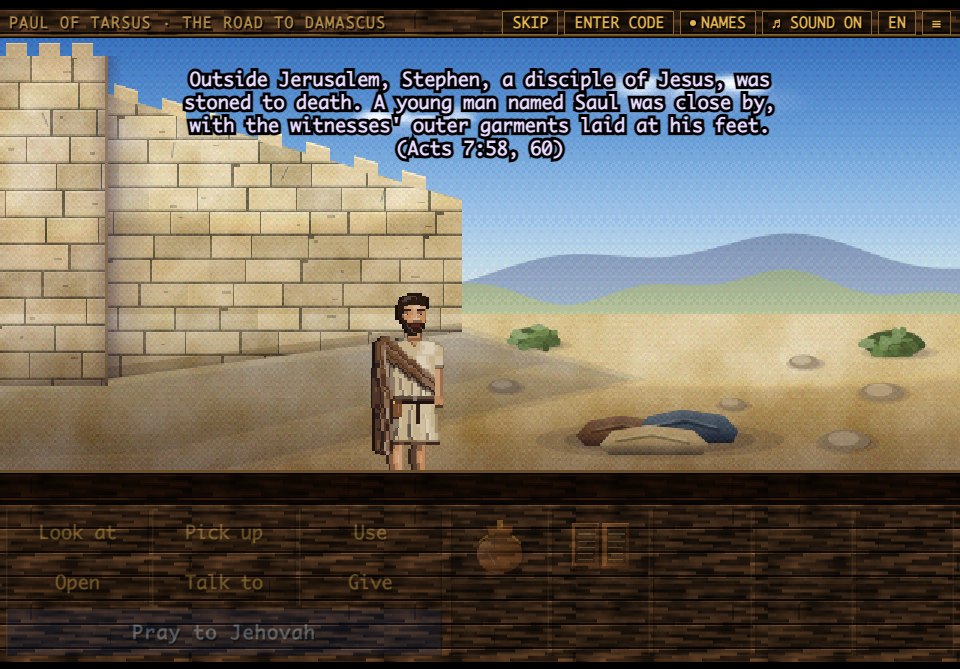 PAUL OF TARSUS · THE ROAD TO DAMASCUS
SKIP
ENTER CODE
• NAMES
♬ SOUND ON
EN
≡
Outside Jerusalem, Stephen, a disciple of Jesus, was
stoned to death. A young man named Saul was close by,
with the witnesses' outer garments laid at his feet.
(Acts 7:58, 60)
Look at
Pick up
Use
Open
Talk to
Give
Pray to Jehovah